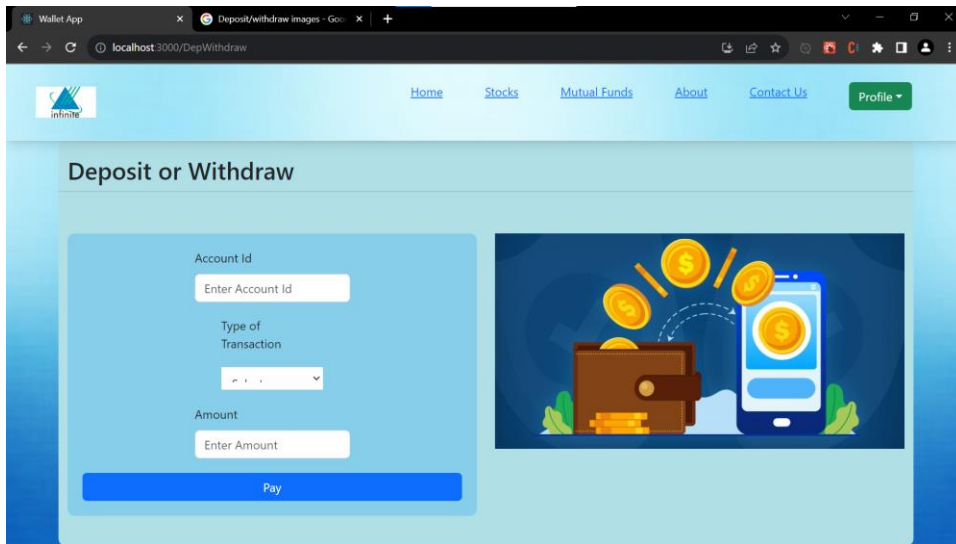 Wallet App
Deposit/withdraw images - Goo
localhost:3000/DepWithdraw
infinite
Home Stocks Mutual Funds About Contact Us Profile
Deposit or Withdraw
Account Id
Enter Account Id
Type of
Transaction
Amount
Enter Amount
Pay